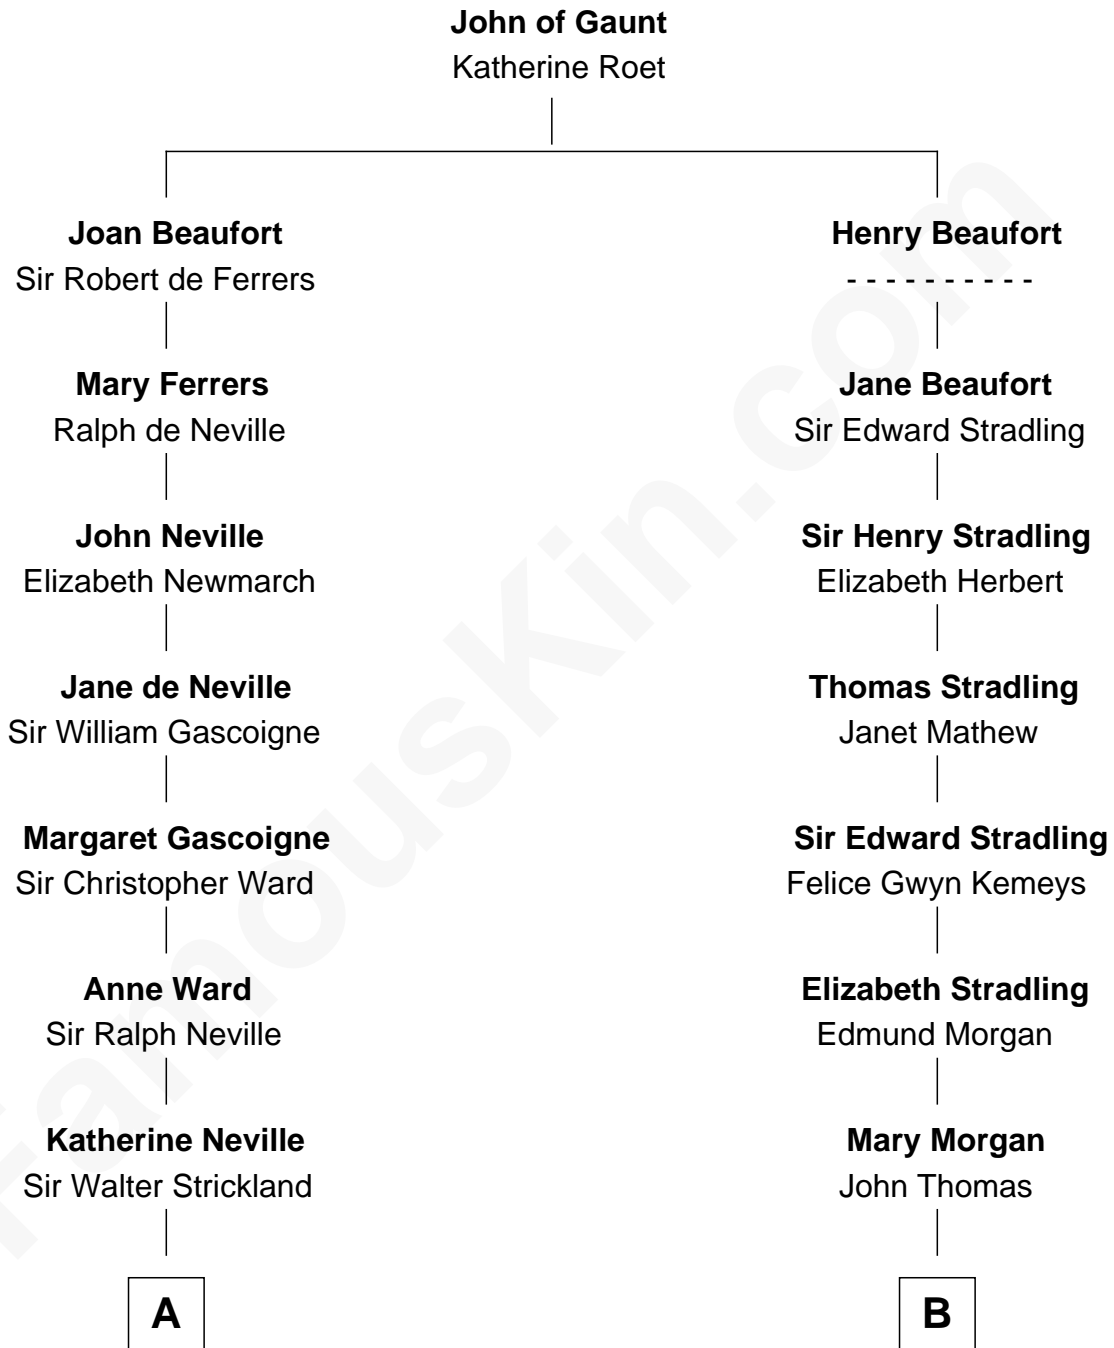 John of Gaunt
Katherine Roet
Joan Beaufort
Sir Robert de Ferrers
Henry Beaufort
- - - - - - - - - -
Mary Ferrers
Ralph de Neville
Jane Beaufort
Sir Edward Stradling
John Neville
Elizabeth Newmarch
Sir Henry Stradling
Elizabeth Herbert
Jane de Neville
Sir William Gascoigne
Thomas Stradling
Janet Mathew
Margaret Gascoigne
Sir Christopher Ward
Sir Edward Stradling
Felice Gwyn Kemeys
Anne Ward
Sir Ralph Neville
Elizabeth Stradling
Edmund Morgan
Katherine Neville
Sir Walter Strickland
Mary Morgan
John Thomas
A
B
FamousKin.com